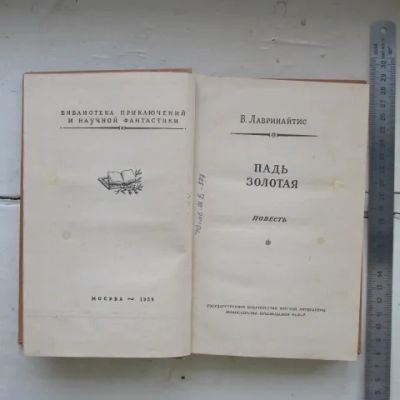 БИБЛИОТЕКА ПРИКЛЮЧЕНИЙ
И НАУЧНОЙ ФАНТАСТИКИ
МОСКВА ~ 1959
В. ЛАВРИНАЙТИС
ПАДЬ
ЗОЛОТАЯ
ПОВЕСТЬ
ГОСУДАРСТВЕННОЕ ИЗДАТЕЛЬСТВО ДЕТСКОЙ ЛИТЕРАТУРЫ
МИНИСТЕРСТВА ПРОСВЕЩЕНИЯ РСФСР